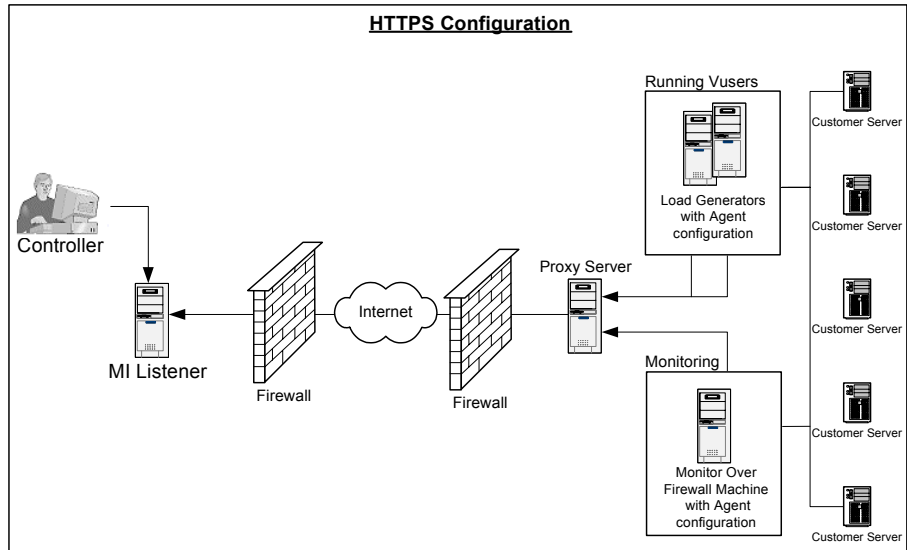 HTTPS Configuration
Running Vusers
Load Generators
with Agent
configuration
Customer Server
Customer Server
Customer Server
Customer Server
Customer Server
Controller
MI Listener
Firewall
Internet
Firewall
Proxy Server
Monitoring
Monitor Over
Firewall Machine
with Agent
configuration